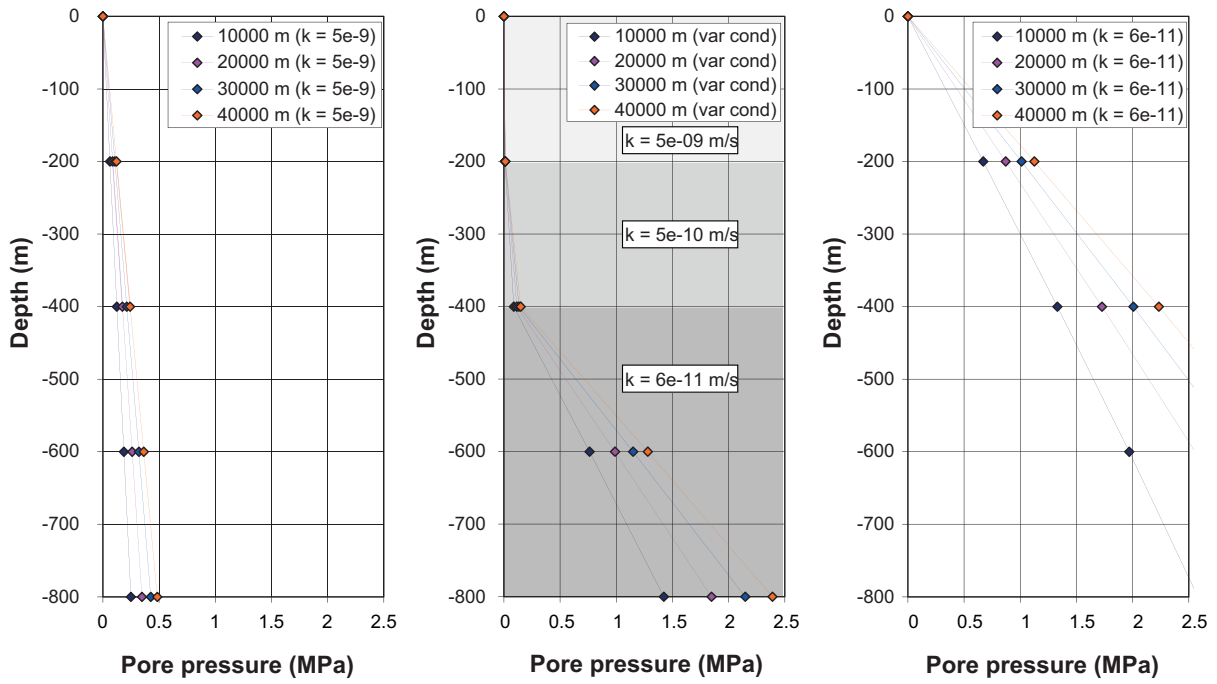 0
-100
-200
-300
-400
-500
-600
-700
-800
Depth (m)
10000 m (k = 5e-9)
20000 m (k = 5e-9)
30000 m (k = 5e-9)
40000 m (k = 5e-9)
0 0.5 1 1.5 2 2.5
Pore pressure (MPa)
0
-100
-200
-300
-400
-500
-600
-700
-800
Depth (m)
10000 m (var cond)
20000 m (var cond)
30000 m (var cond)
40000 m (var cond)
k = 5e-09 m/s
k = 5e-10 m/s
k = 6e-11 m/s
0 0.5 1 1.5 2 2.5
Pore pressure (MPa)
0
-100
-200
-300
-400
-500
-600
-700
-800
Depth (m)
10000 m (k = 6e-11)
20000 m (k = 6e-11)
30000 m (k = 6e-11)
40000 m (k = 6e-11)
0 0.5 1 1.5 2 2.5
Pore pressure (MPa)